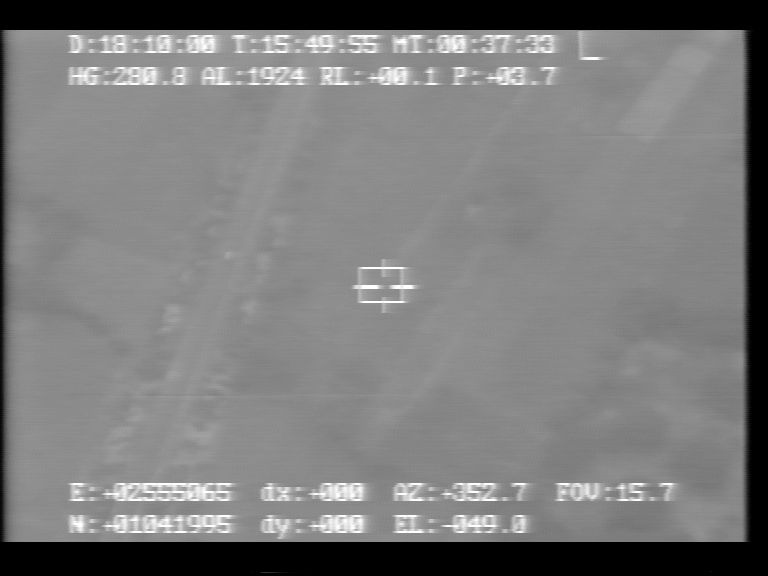 D:18:10:00 T:15:49:55 MT:00:37:33
HG:280.8 AL:1924 RL:+00.1 P:+03.7
E:+02555065 dx:+000 AZ:+352.7 FOV:15.7
N:+01041995 dy:+000 EL:-049.0